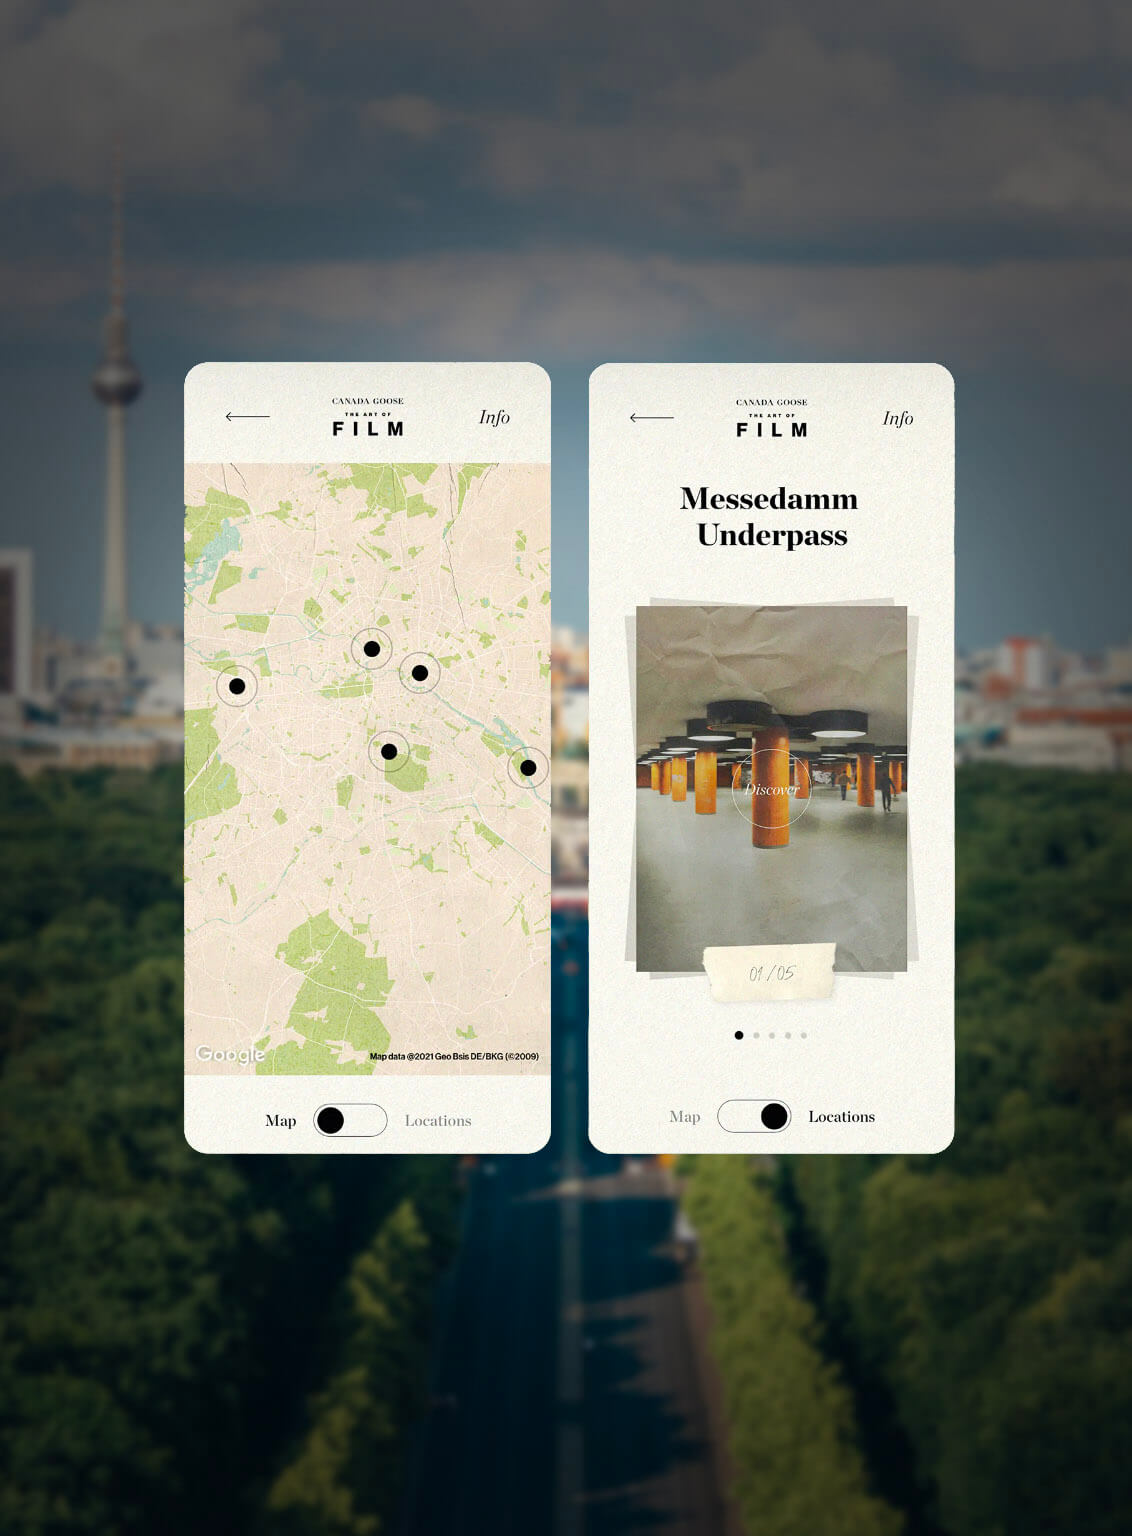 CANADA GOOSE
THE ART OF
FILM
Info
Google
Map data @2021 Geo Bsis DE/BKG (©2009)
Map
Locations
CANADA GOOSE
THE ART OF
FILM
Info
Messedamm
Underpass
Discover
01/05
Map
Locations